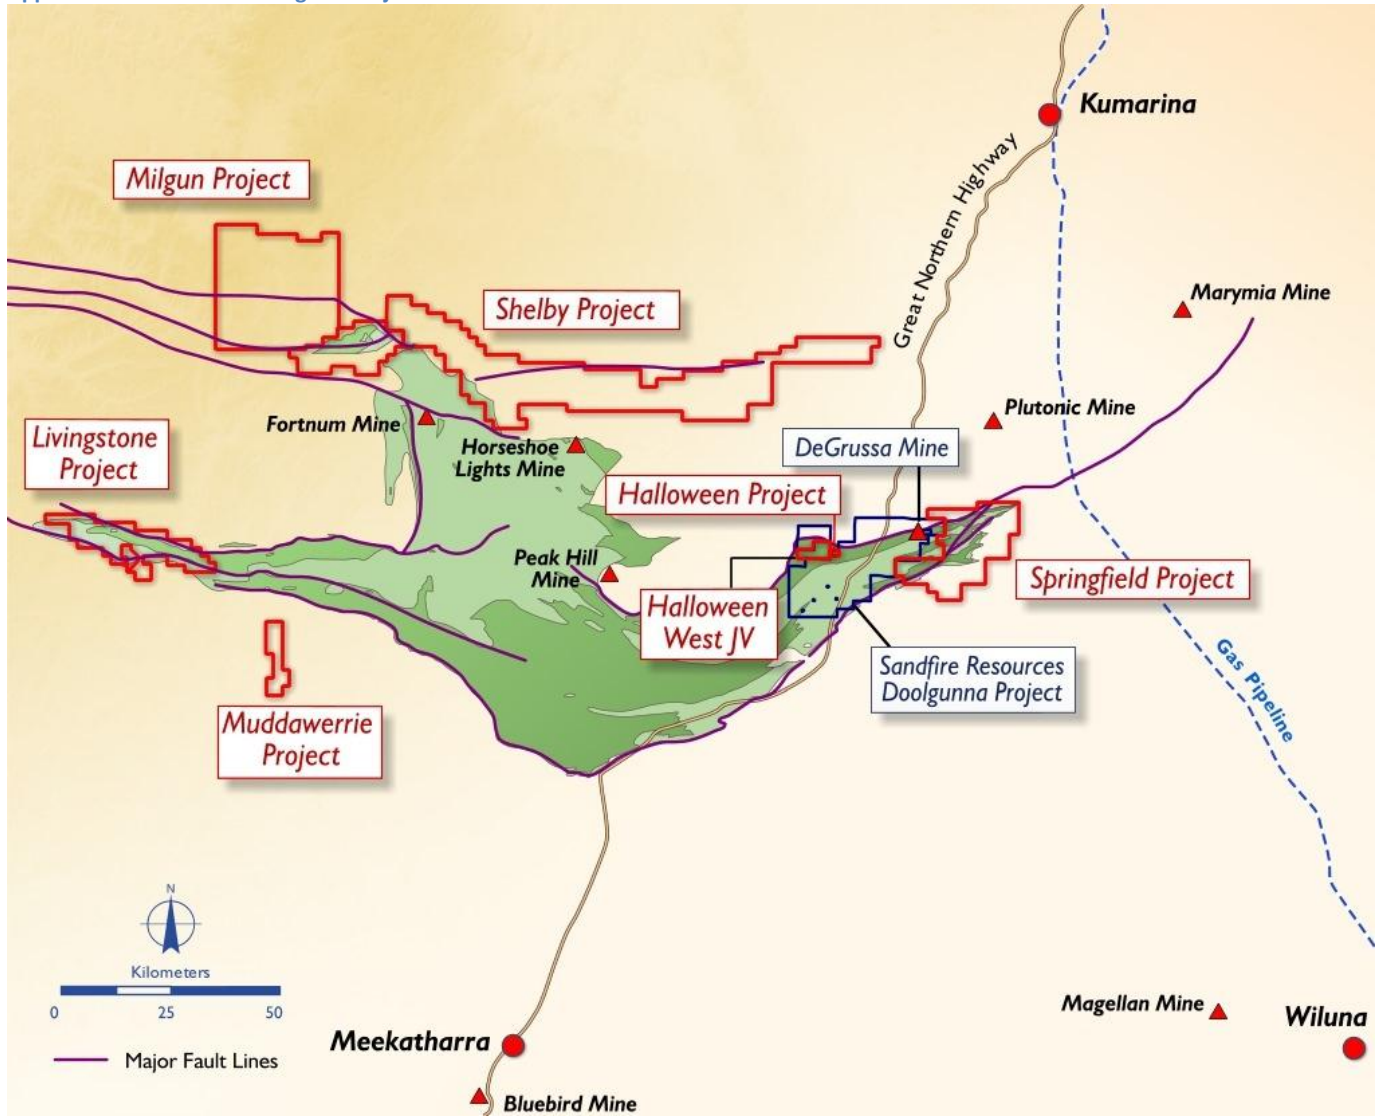 Kumarina
Great Northern Highway
Milgun Project
Shelby Project
Marymia Mine
Plutonic Mine
Fortnum Mine
Horseshoe
Lights Mine
DeGrussa Mine
Livingstone
Project
Halloween Project
Peak Hill
Mine
Halloween
West JV
Springfield Project
Sandfire Resources
Doolgunna Project
Muddawerrie
Project
Gas Pipeline
N
Kilometers
0 25 50
Major Fault Lines
Meekatharra
Bluebird Mine
Magellan Mine
Wiluna